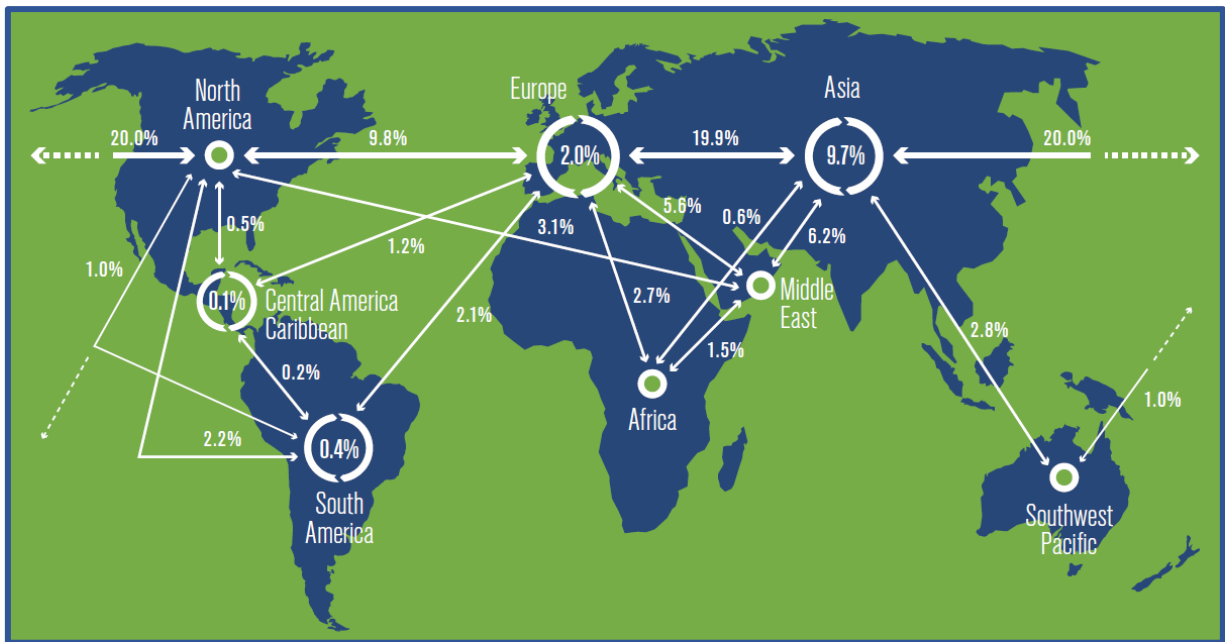 North
America
Europe
Asia
20.0%
9.8%
2.0%
19.9%
9.7%
20.0%
0.5%
1.2%
3.1%
5.6%
0.6%
6.2%
1.0%
0.1%
Central America
Caribbean
2.1%
2.7%
Middle
East
1.5%
2.8%
0.2%
Africa
1.0%
2.2%
0.4%
South
America
Southwest
Pacific